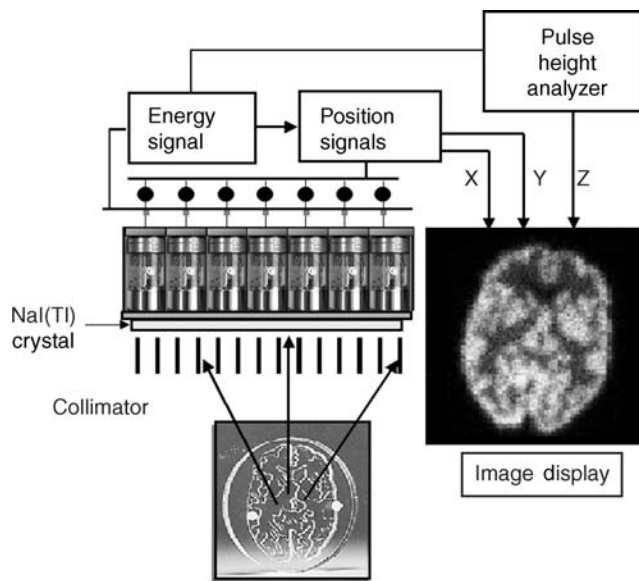 Pulse
height
analyzer
Energy
signal
Position
signals
X
Y
Z
NaI(Tl)
crystal
Collimator
Image display